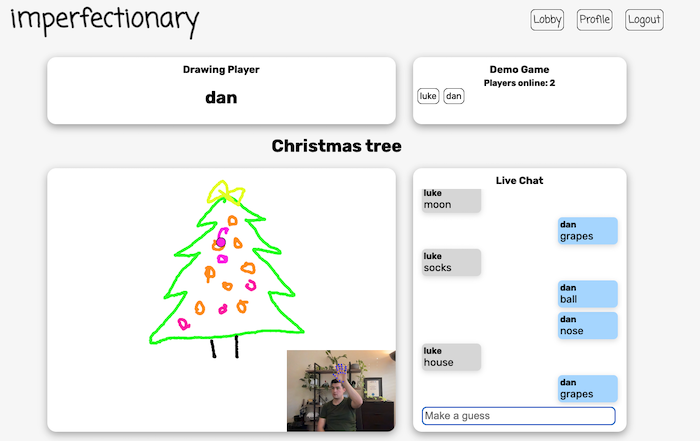 imperfectionary
Lobby
Profile
Logout
Drawing Player
dan
Demo Game
Players online: 2
luke
dan
Christmas tree
Live Chat
luke
moon
dan
grapes
luke
socks
dan
ball
dan
nose
luke
house
dan
grapes
Make a guess